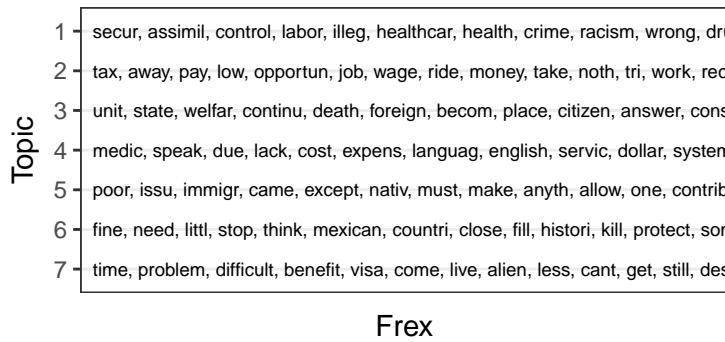 Topic
1 secur, assimil, control, labor, illeg, healthcar, health, crime, racism, wrong,
2 tax, away, pay, low, opportun, job, wage, ride, money, take, noth, tri, work,
3 unit, state, welfar, continu, death, foreign, becom, place, citizen, answer,
4 medic, speak, due, lack, cost, expens, languag, english, servic, dollar, system
5 poor, issu, immigr, came, except, nativ, must, make, anyth, allow, one,
6 fine, need, littl, stop, think, mexican, countri, close, fill, histori, kill, protect,
7 time, problem, difficult, benefit, visa, come, live, alien, less, cant, get, still,
Frex